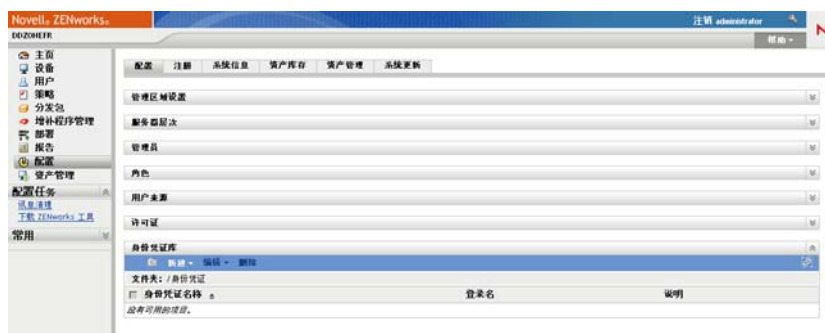 Novell® ZENworks®
注销 administrator
DDZONEFR
帮助
主页
设备
用户
策略
分发包
增补程序管理
部署
报告
配置
资产管理
配置任务
讯息清理
下载 ZENworks 工具
常用
配置 注册 系统信息 资产库存 资产管理 系统更新
管理区域设置
服务器层次
管理员
角色
用户来源
许可证
身份凭证库
新建 编辑 删除
文件夹: /身份凭证
身份凭证名称 登录名 说明
没有可用的项目。